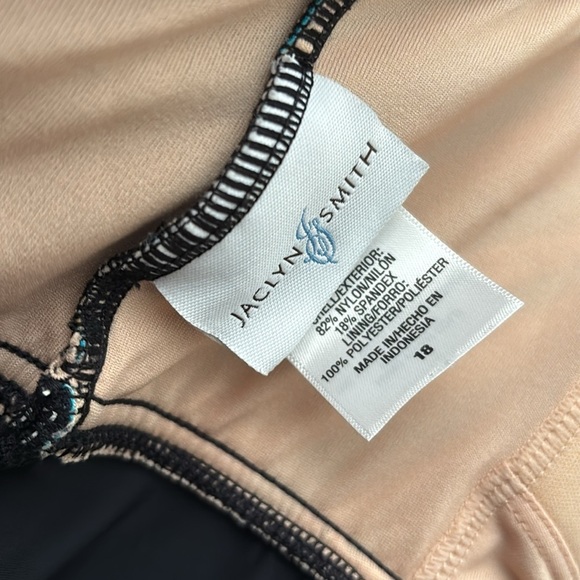 JACLYN SMITH
EXTERIOR:
82% NYLON/NILÓN
18% SPANDEX
LINING/FORRO:
100% POLYESTER/POLIÉSTER
MADE IN/HECHO EN
INDONESIA
18